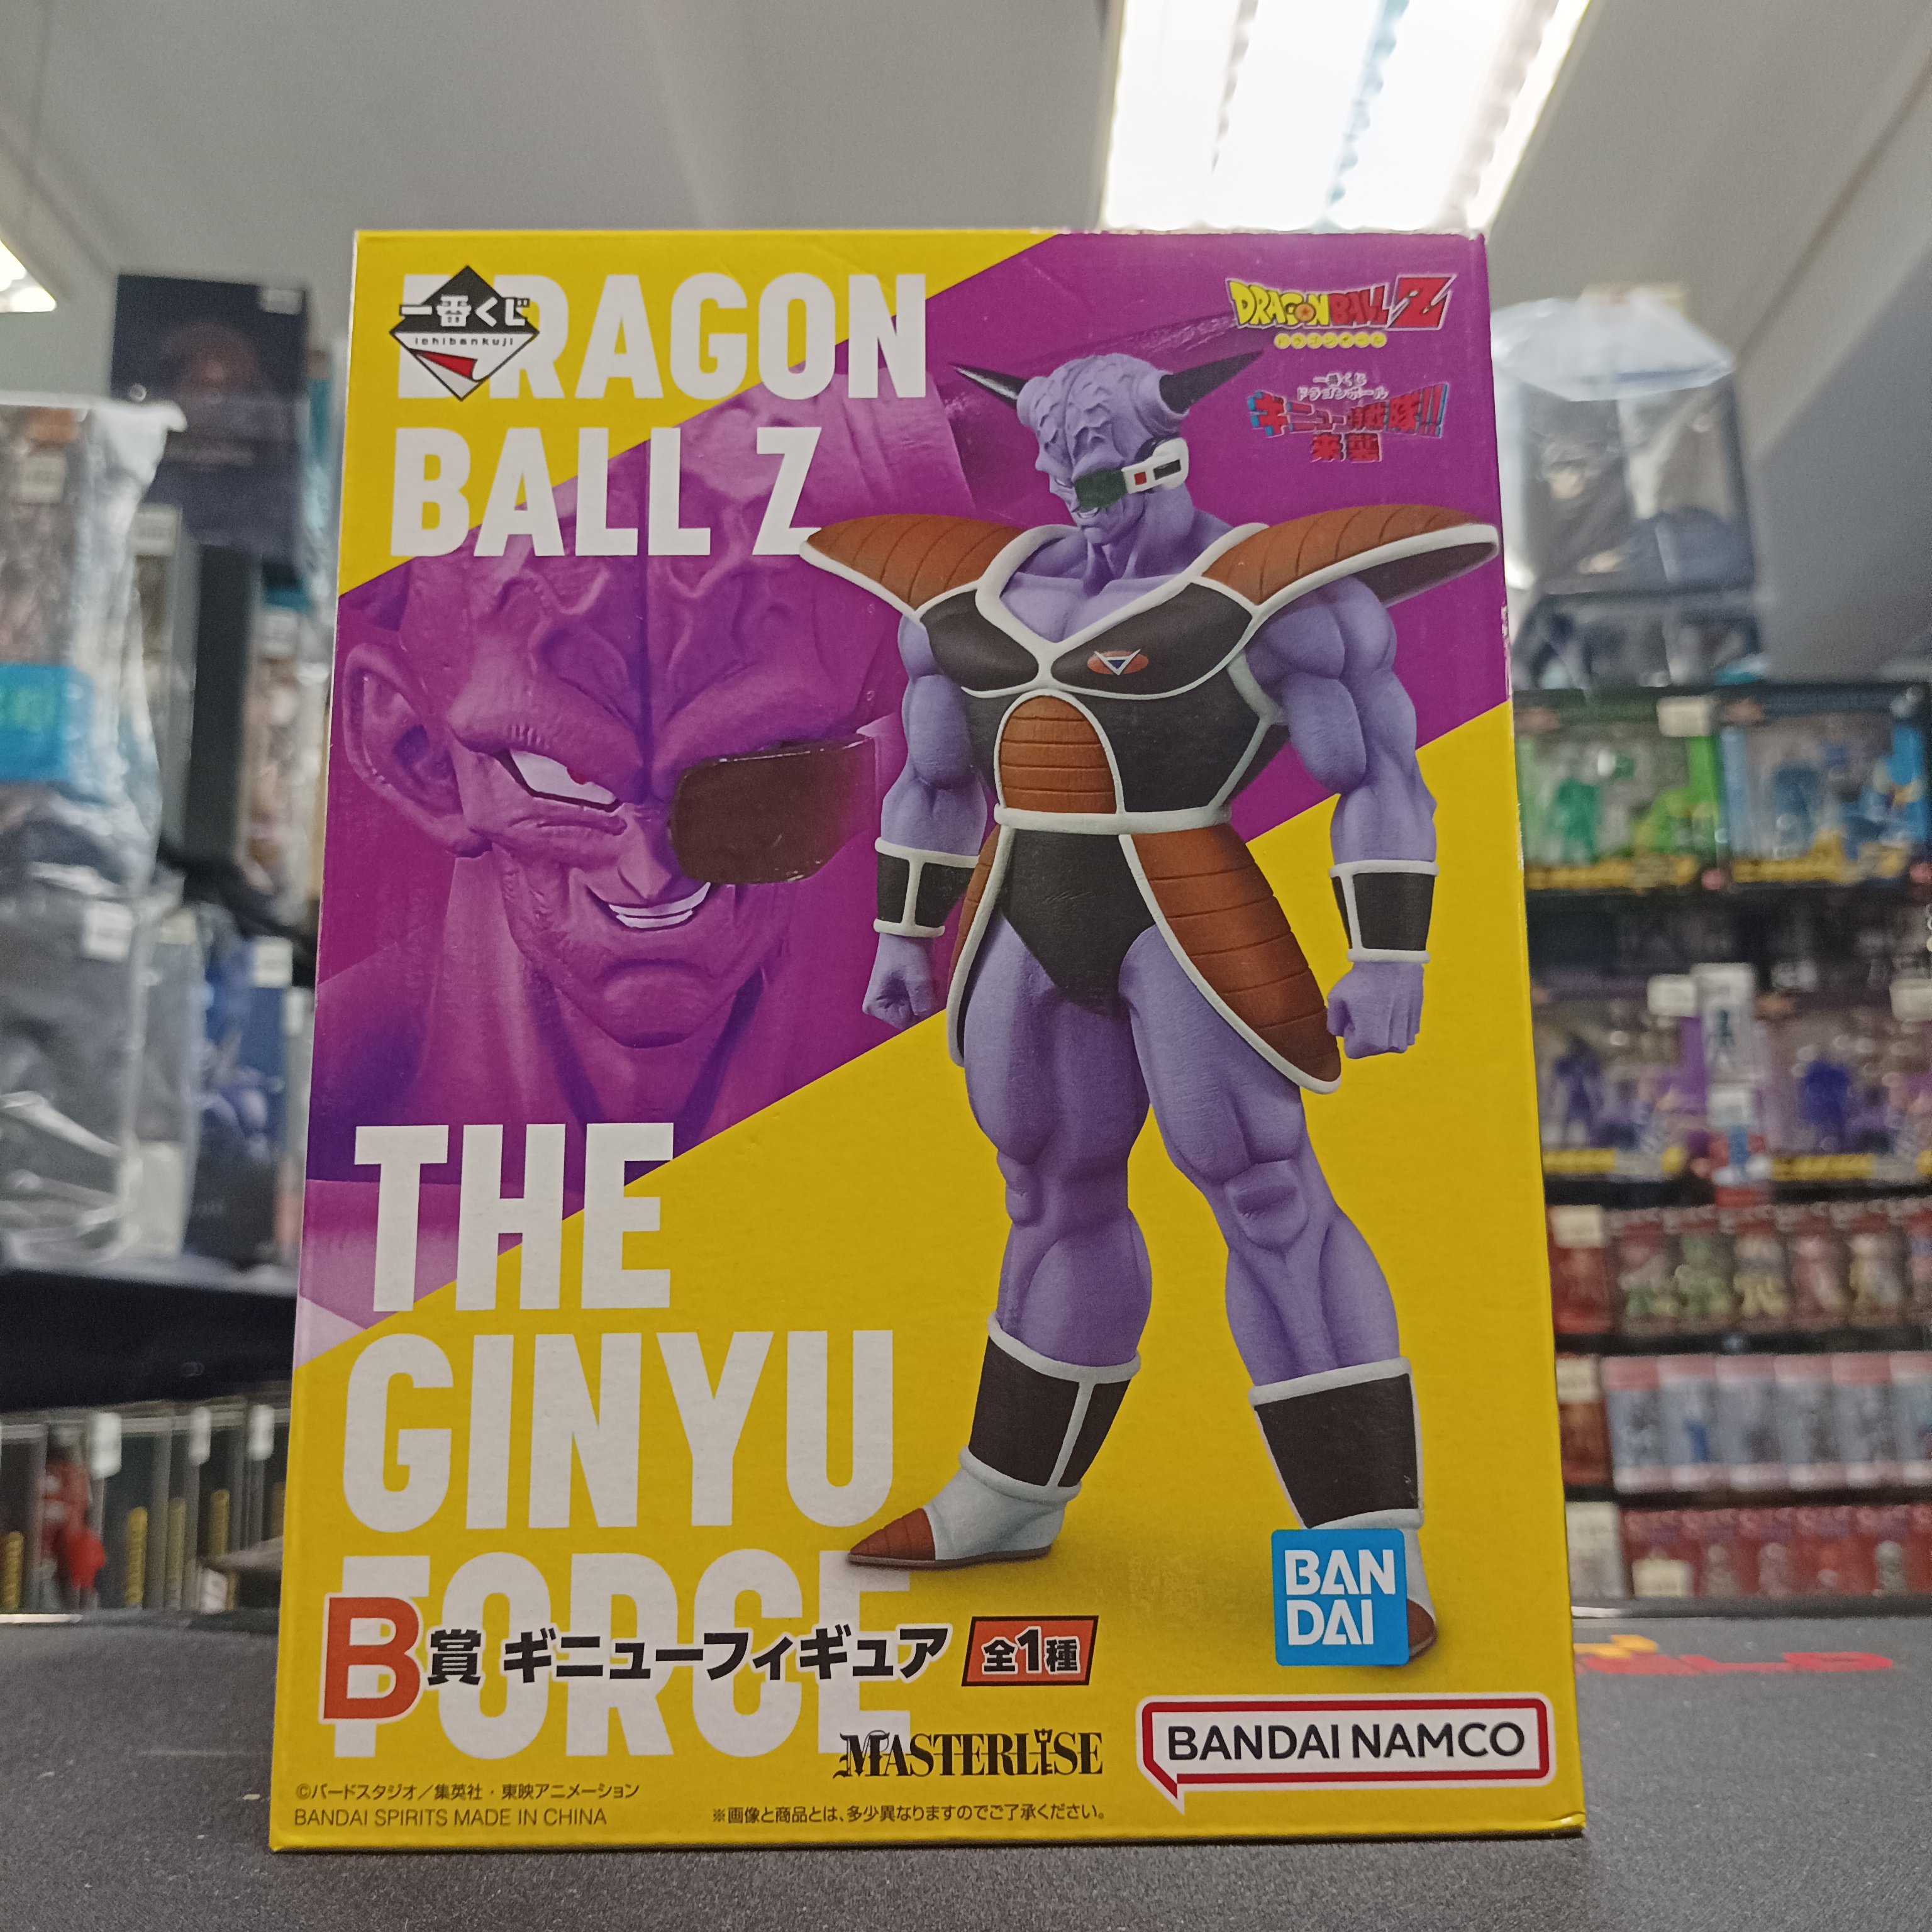 一番くじ
ichibankuji
DRAGON
BALL Z
DRAGON BALL Z
ドラゴンボール
一番くじ
ドラゴンボール
ギニュー特戦隊!!
来襲
THE
GINYU
FORCE
B賞 ギニューフィギュア 全1種
BAN
DAI
MASTERLISE
BANDAI NAMCO
©バードスタジオ/集英社・東映アニメーション
BANDAI SPIRITS MADE IN CHINA
※画像と商品とは、多少異なりますのでご了承ください。